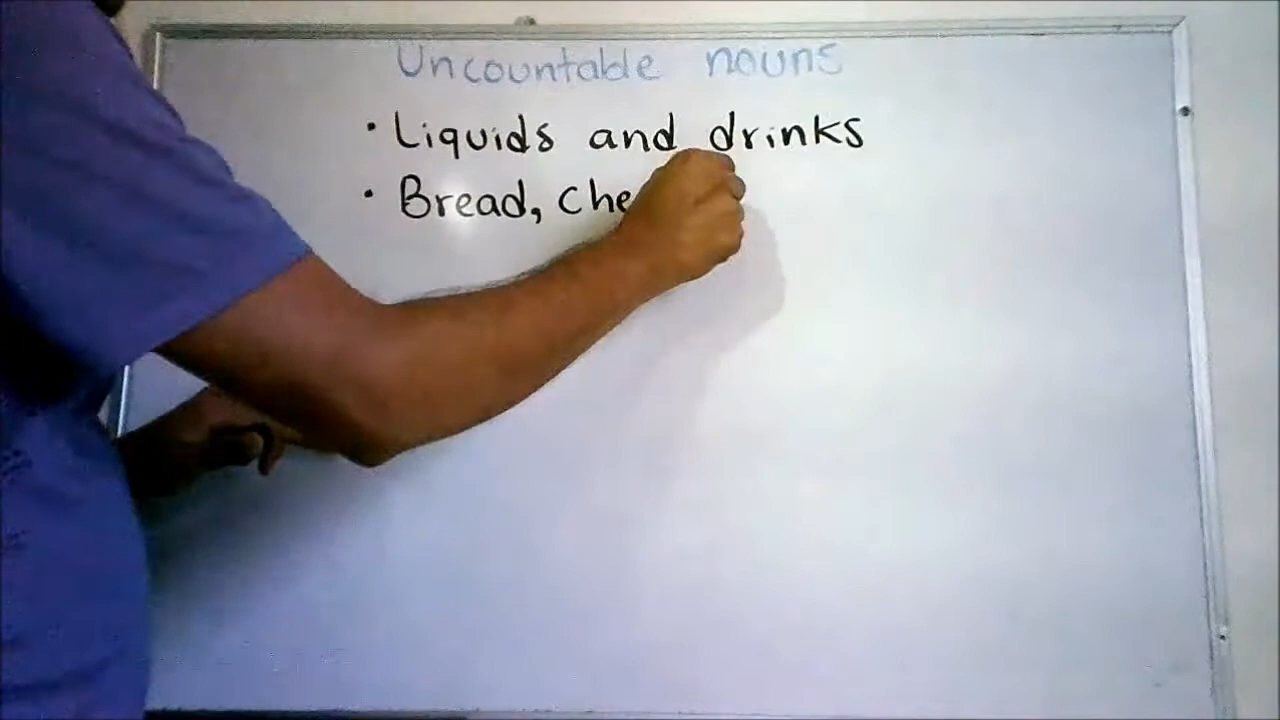 Uncountable nouns
• Liquids and drinks
• Bread, che